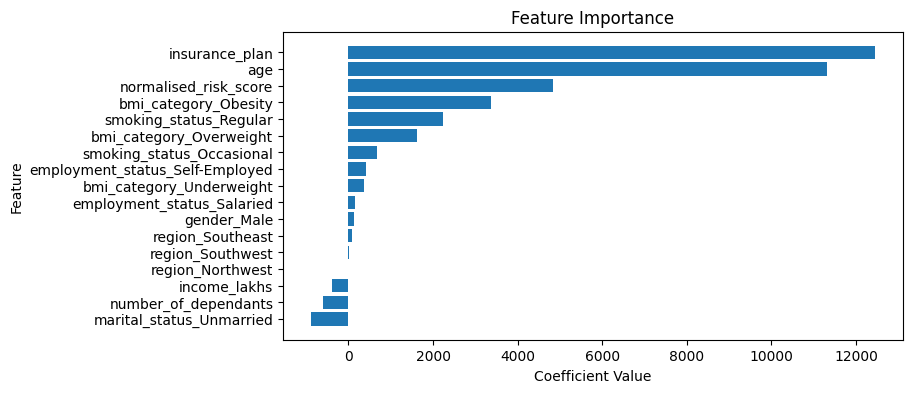 Feature Importance
insurance_plan
age
normalised_risk_score
bmi_category_Obesity
smoking_status_Regular
bmi_category_Overweight
smoking_status_Occasional
employment_status_Self-Employed
bmi_category_Underweight
employment_status_Salaried
gender_Male
region_Southeast
region_Southwest
region_Northwest
income_lakhs
number_of_dependants
marital_status_Unmarried
Feature
0 2000 4000 6000 8000 10000 12000
Coefficient Value